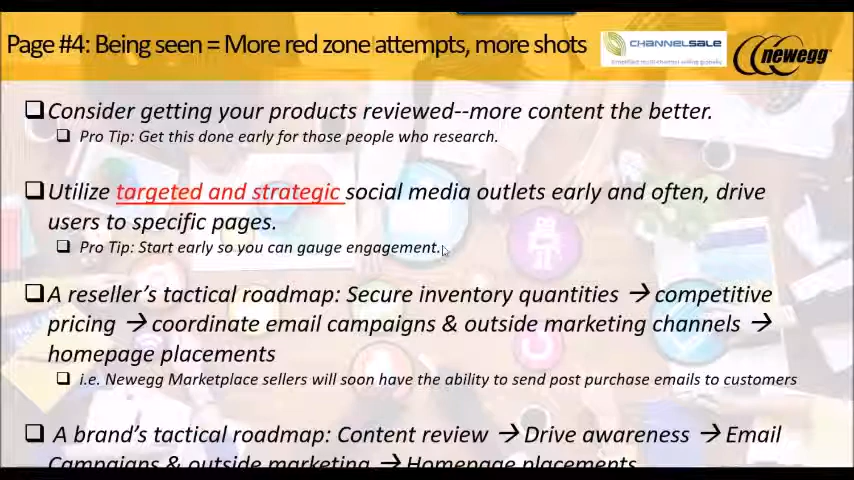 Page #4: Being seen = More red zone attempts, more shots
CHANNELSALE
newegg
Consider getting your products reviewed--more content the better.
Pro Tip: Get this done early for those people who research.
Utilize targeted and strategic social media outlets early and often, drive
users to specific pages.
Pro Tip: Start early so you can gauge engagement.
A reseller's tactical roadmap: Secure inventory quantities → competitive
pricing → coordinate email campaigns & outside marketing channels →
homepage placements
i.e. Newegg Marketplace sellers will soon have the ability to send post purchase emails to customers
A brand's tactical roadmap: Content review → Drive awareness → Email
Campaigns & outside marketing → Homepage placements